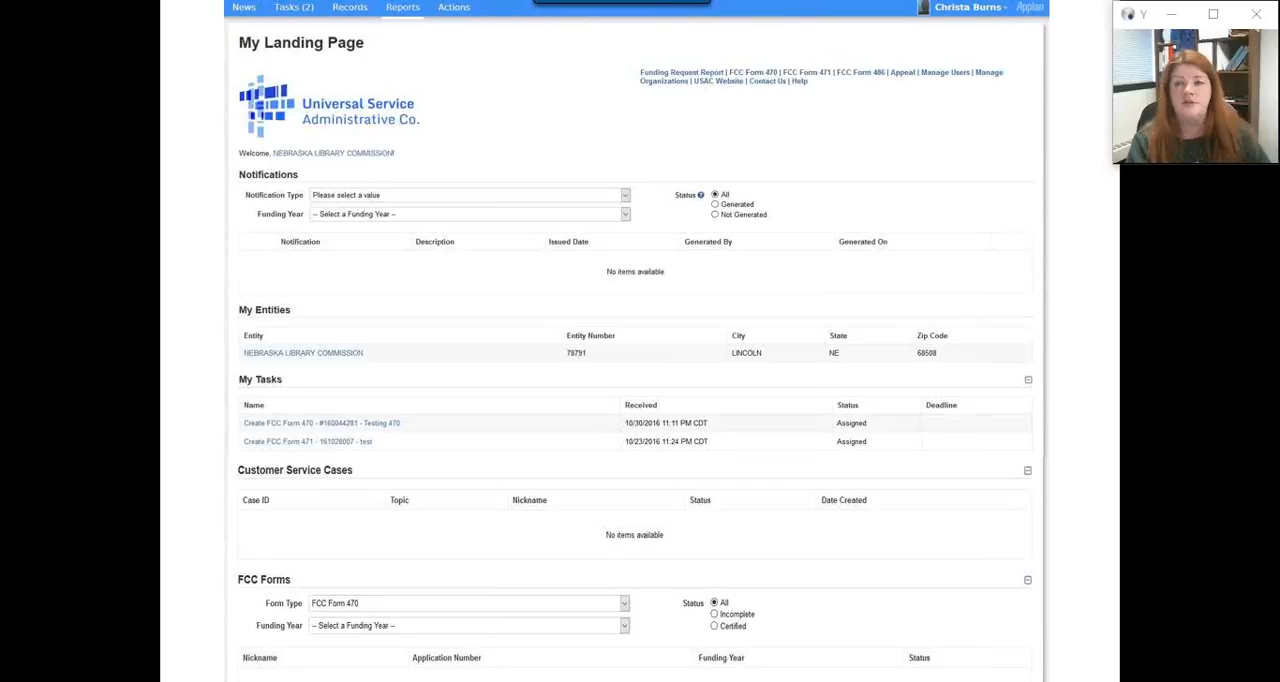 News Tasks (2) Records Reports Actions Christa Burns Appian
Y
My Landing Page
Funding Request Report | FCC Form 470 | FCC Form 471 | FCC Form 486 | Appeal | Manage Users | Manage
Organizations | USAC Website | Contact Us | Help
Universal Service
Administrative Co.
Welcome, NEBRASKA LIBRARY COMMISSION!
Notifications
Notification Type Please select a value Status All
Generated
Funding Year -- Select a Funding Year -- Not Generated
Notification Description Issued Date Generated By Generated On
No items available
My Entities
Entity Entity Number City State Zip Code
NEBRASKA LIBRARY COMMISSION 78791 LINCOLN NE 68508
My Tasks
Name Received Status Deadline
Create FCC Form 470 - #160044281 - Testing 470 10/30/2016 11:11 PM CDT Assigned
Create FCC Form 471 - 161028007 - test 10/23/2016 11:24 PM CDT Assigned
Customer Service Cases
Case ID Topic Nickname Status Date Created
No items available
FCC Forms
Form Type FCC Form 470 Status All
Incomplete
Funding Year -- Select a Funding Year -- Certified
Nickname Application Number Funding Year Status